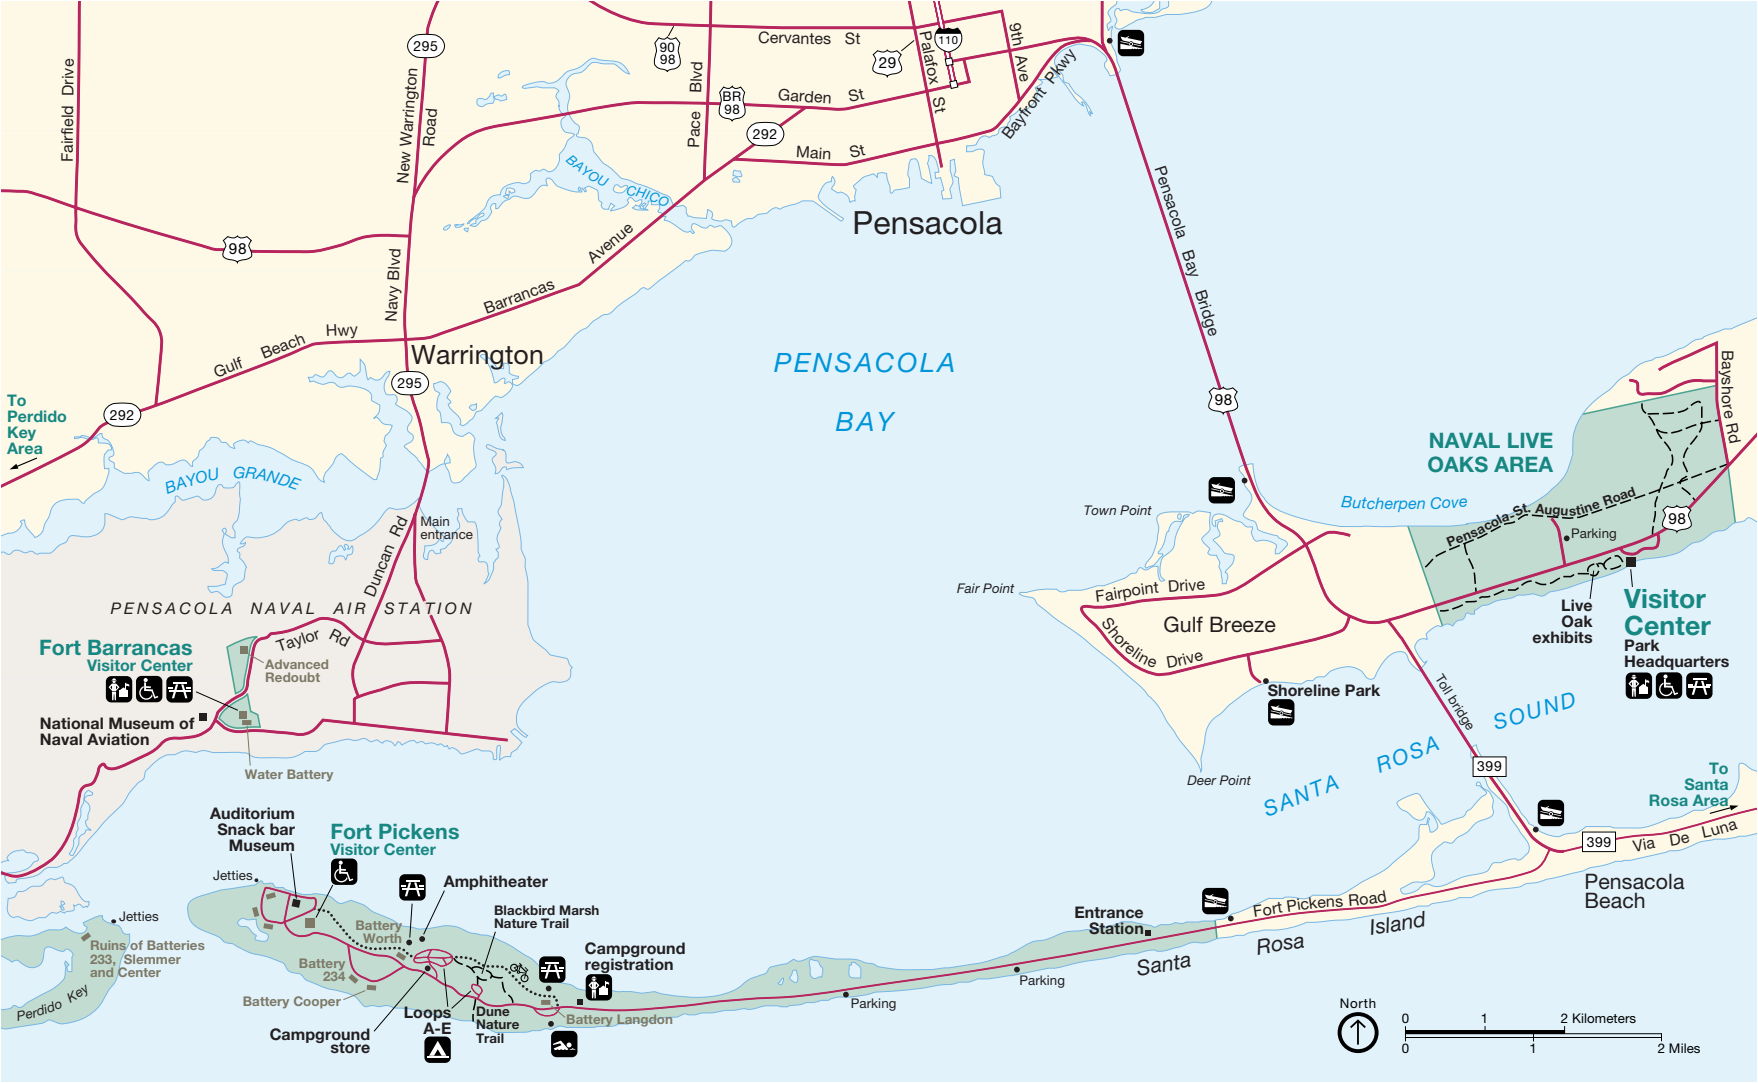 Fairfield Drive
295
New Warrington
Road
90
98
Cervantes St
Pace Blvd
BR
98
Garden St
29
Palafox St
110
9th Ave
Bayfront Pkwy
292
Main St
BAYOU CHICO
Pensacola
98
Navy Blvd
Barrancas Avenue
Gulf Beach Hwy
Warrington
295
292
To
Perdido
Key
Area
BAYOU GRANDE
Pensacola Bay Bridge
98
PENSACOLA
BAY
Main
entrance
Duncan Rd
PENSACOLA NAVAL AIR STATION
Taylor Rd
Fort Barrancas
Visitor Center
Advanced
Redoubt
National Museum of
Naval Aviation
Water Battery
NAVAL LIVE
OAKS AREA
Bayshore Rd
Butcherpen Cove
Town Point
Pensacola-St. Augustine Road
98
Parking
Fair Point
Fairpoint Drive
Gulf Breeze
Shoreline Drive
Live
Oak
exhibits
Visitor
Center
Park
Headquarters
Shoreline Park
Toll bridge
SANTA ROSA SOUND
399
Deer Point
To
Santa
Rosa Area
399
Via De Luna
Pensacola
Beach
Auditorium
Snack bar
Museum
Fort Pickens
Visitor Center
Jetties
Amphitheater
Blackbird Marsh
Nature Trail
Battery
Worth
Campground
registration
Jetties
Ruins of Batteries
233, Slemmer
and Center
Battery
234
Battery Cooper
Perdido Key
Campground
store
Loops
A-E
Dune
Nature
Trail
Battery Langdon
Parking
Parking
Entrance
Station
Fort Pickens Road
Santa Rosa Island
North
0 1 2 Kilometers
0 1 2 Miles